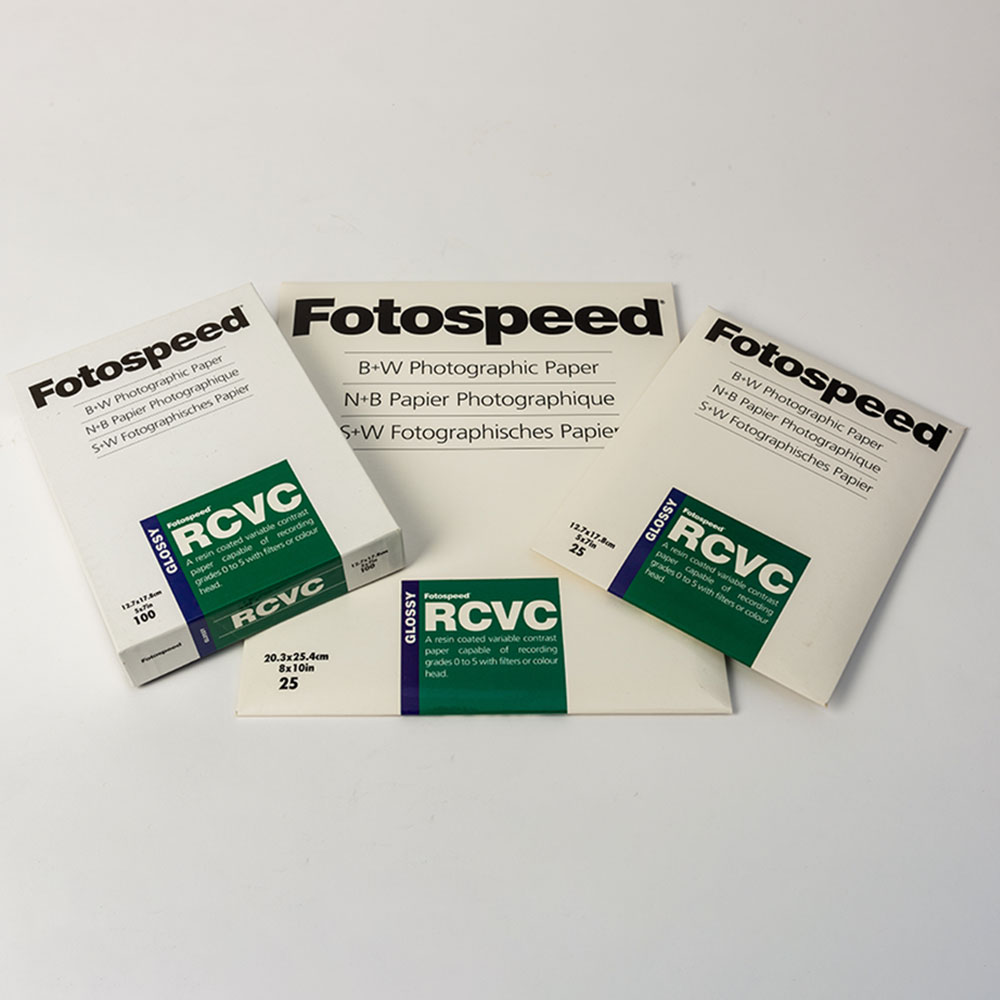 Fotospeed®
B+W Photographic Paper
N+B Papier Photographique
S+W Fotographisches Papier
GLOSSY
Fotospeed®
RCVC
A resin coated variable contrast
paper capable of recording
grades 0 to 5 with filters or colour
head.
12.7x17.8cm
5x7in
100
Fotospeed
RCVC
12.7x17.8cm
5x7in
100
Fotospeed®
B+W Photographic Paper
N+B Papier Photographique
S+W Fotographisches Papier
GLOSSY
Fotospeed®
RCVC
A resin coated variable contrast
paper capable of recording
grades 0 to 5 with filters or colour
head.
20.3x25.4cm
8x10in
25
Fotospeed®
B+W Photographic Paper
N+B Papier Photographique
S+W Fotographisches Papier
12.7x17.8cm
5x7in
25
GLOSSY
Fotospeed®
RCVC
A resin coated variable contrast
paper capable of recording
grades 0 to 5 with filters or colour
head.